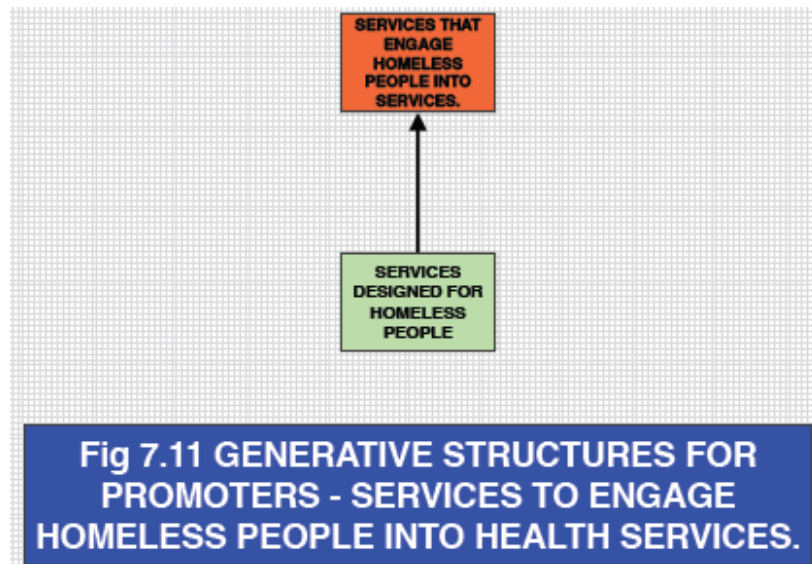 SERVICES THAT
ENGAGE
HOMELESS
PEOPLE INTO
SERVICES.
SERVICES
DESIGNED FOR
HOMELESS
PEOPLE
Fig 7.11 GENERATIVE STRUCTURES FOR
PROMOTERS - SERVICES TO ENGAGE
HOMELESS PEOPLE INTO HEALTH SERVICES.